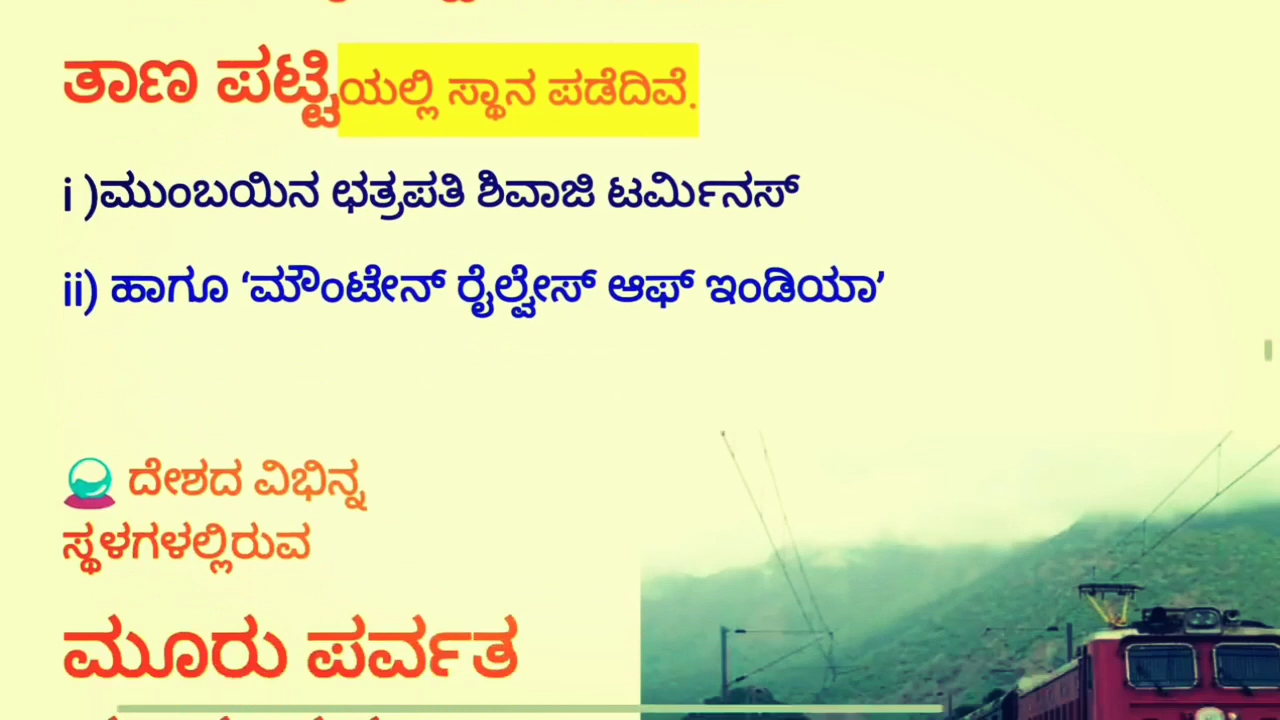 ತಾಣ ಪಟ್ಟಿಯಲ್ಲಿ ಸ್ಥಾನ ಪಡೆದಿವೆ.
i )ಮುಂಬಯಿನ ಛತ್ರಪತಿ ಶಿವಾಜಿ ಟರ್ಮಿನಸ್
ii) ಹಾಗೂ ‘ಮೌಂಟೇನ್ ರೈಲ್ವೇಸ್ ಆಫ್ ಇಂಡಿಯಾ’
ದೇಶದ ವಿಭಿನ್ನ
ಸ್ಥಳಗಳಲ್ಲಿರುವ
ಮೂರು ಪರ್ವತ